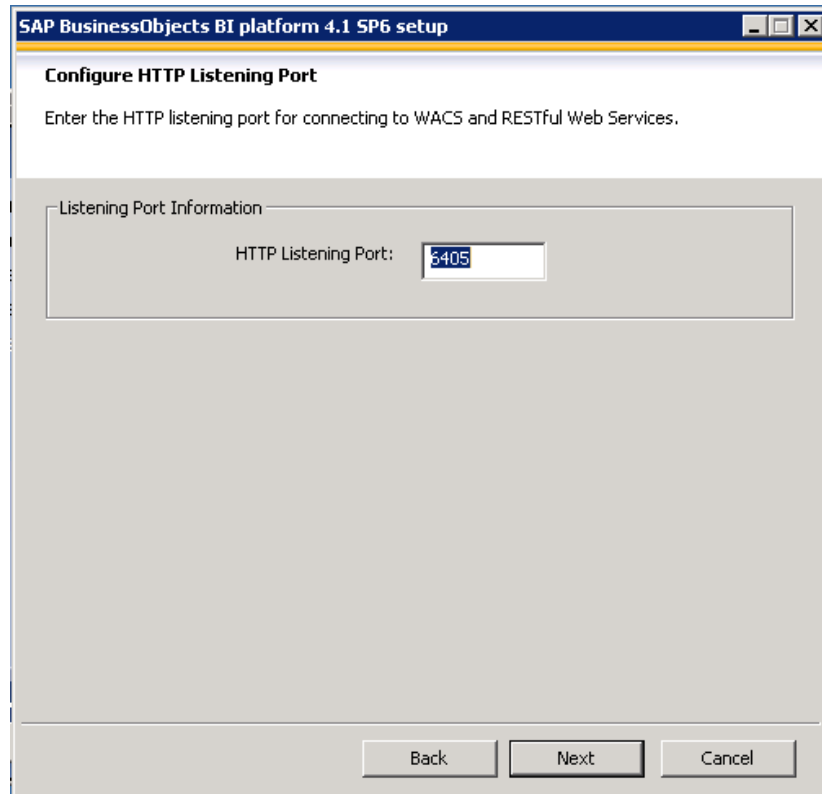 SAP BusinessObjects BI platform 4.1 SP6 setup
Configure HTTP Listening Port
Enter the HTTP listening port for connecting to WACS and RESTful Web Services.
Listening Port Information
HTTP Listening Port: 6405
Back Next Cancel